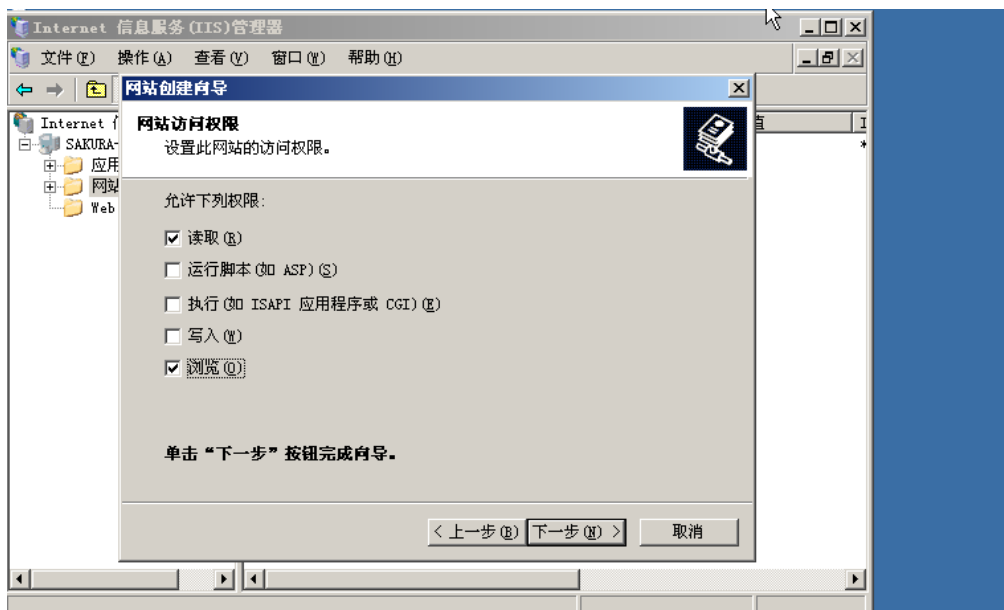 Internet 信息服务(IIS)管理器
文件(F) 操作(A) 查看(V) 窗口(W) 帮助(H)
网站创建向导
Internet
值
SAKURA-
应用
网站
Web
网站访问权限
设置此网站的访问权限。
允许下列权限:
读取(R)
运行脚本(如 ASP)(S)
执行(如 ISAPI 应用程序或 CGI)(E)
写入(W)
浏览(O)
单击“下一步”按钮完成向导。
< 上一步(B) 下一步(N) > 取消